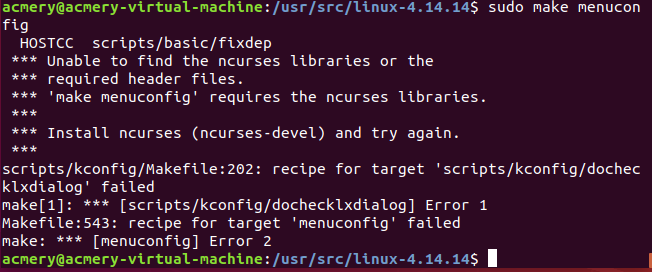 acmery@acmery-virtual-machine:/usr/src/linux-4.14.14$ sudo make menucon
fig
  HOSTCC  scripts/basic/fixdep
 *** Unable to find the ncurses libraries or the
 *** required header files.
 *** 'make menuconfig' requires the ncurses libraries.
 ***
 *** Install ncurses (ncurses-devel) and try again.
 ***
scripts/kconfig/Makefile:202: recipe for target 'scripts/kconfig/dochec
klxdialog' failed
make[1]: *** [scripts/kconfig/dochecklxdialog] Error 1
Makefile:543: recipe for target 'menuconfig' failed
make: *** [menuconfig] Error 2
acmery@acmery-virtual-machine:/usr/src/linux-4.14.14$